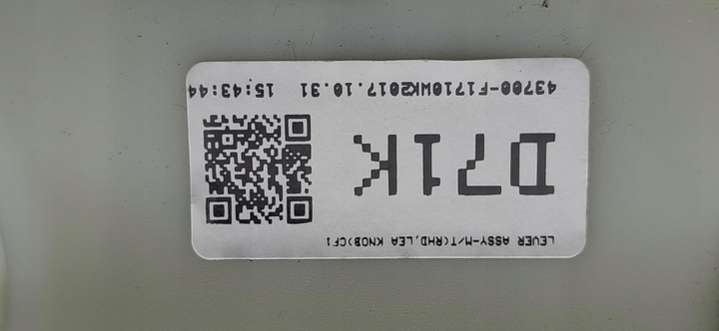 LEVER ASSY-M/T(RHD,LEA KNOB)CF1
D71K
43700-F1710WK2017.10.31 15:43:44